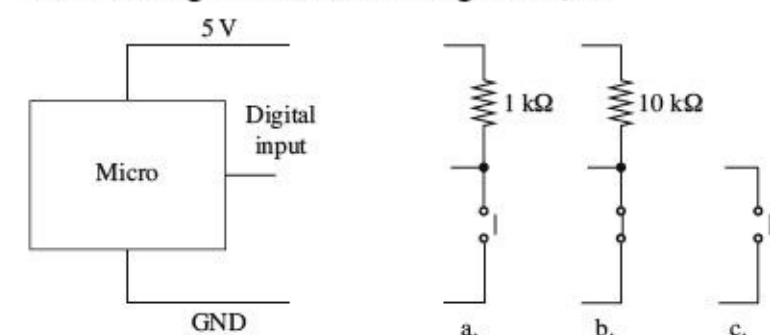 5 V
Digital
input
Micro
GND
1 kΩ
10 kΩ
a.
b.
c.